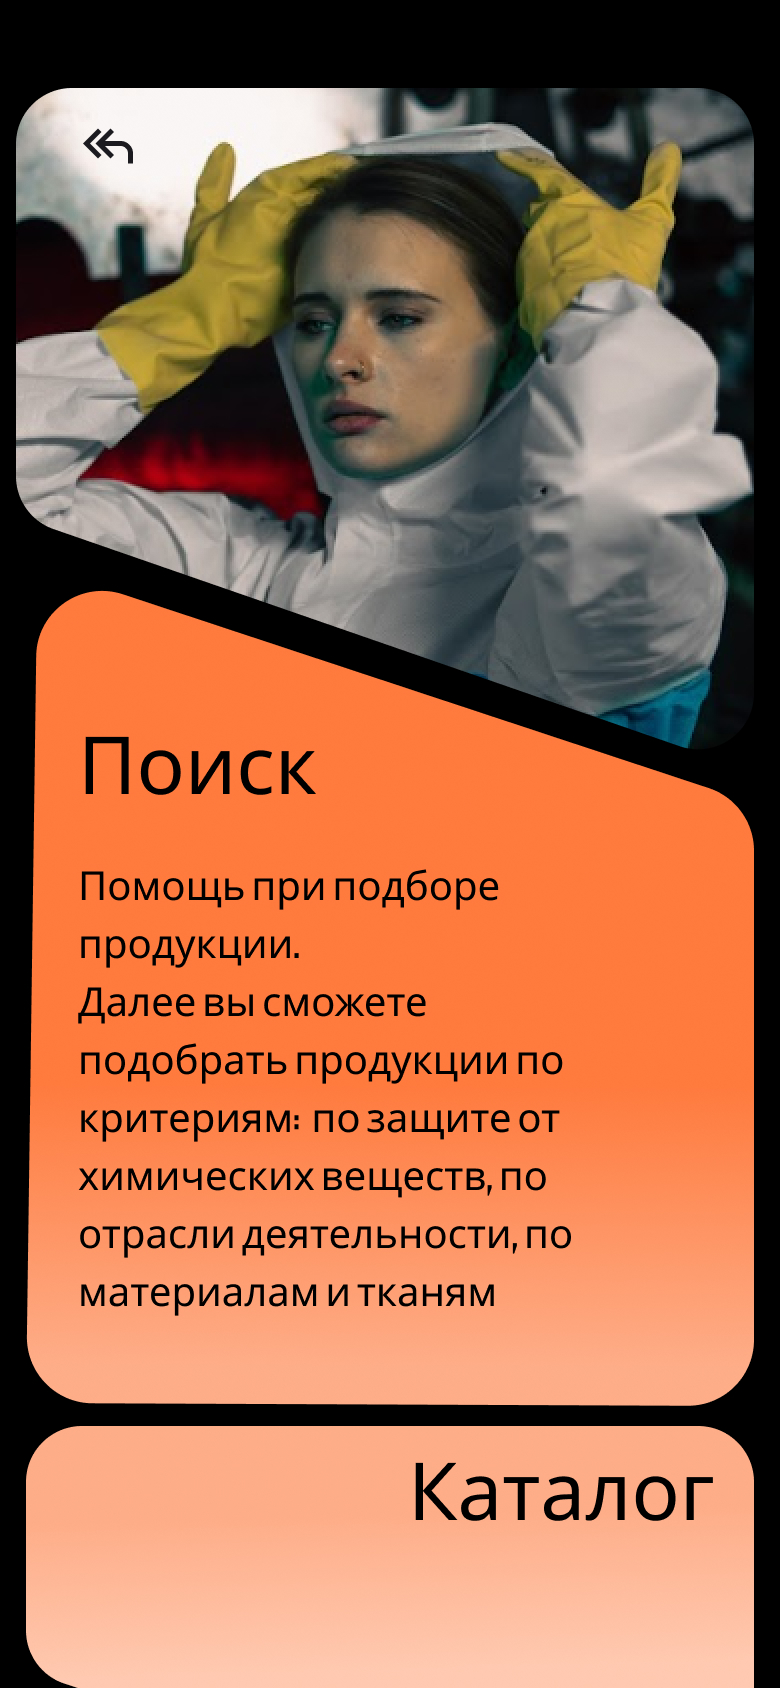 Поиск
Помощь при подборе
продукции.
Далее вы сможете
подобрать продукции по
критериям: по защите от
химических веществ, по
отрасли деятельности, по
материалам и тканям
Каталог